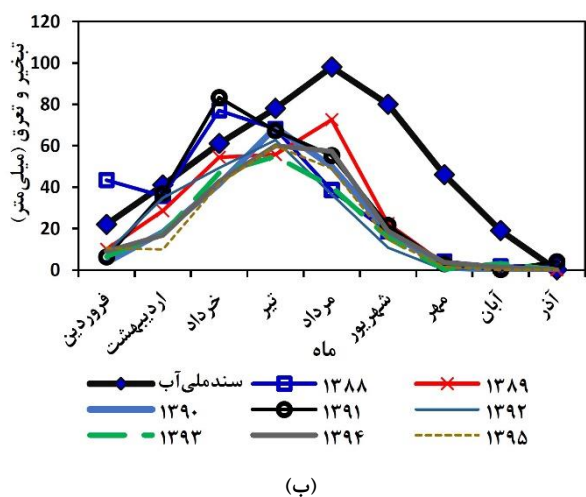 تبخیر و تعرق (میلی‌متر)
120
100
80
60
40
20
0
فروردین اردیبهشت خرداد تیر مرداد شهریور مهر آبان آذر
ماه
سندملی‌آب ۱۳۸۸ ۱۳۸۹
۱۳۹۰ ۱۳۹۱ ۱۳۹۲
۱۳۹۳ ۱۳۹۴ ۱۳۹۵
(ب)